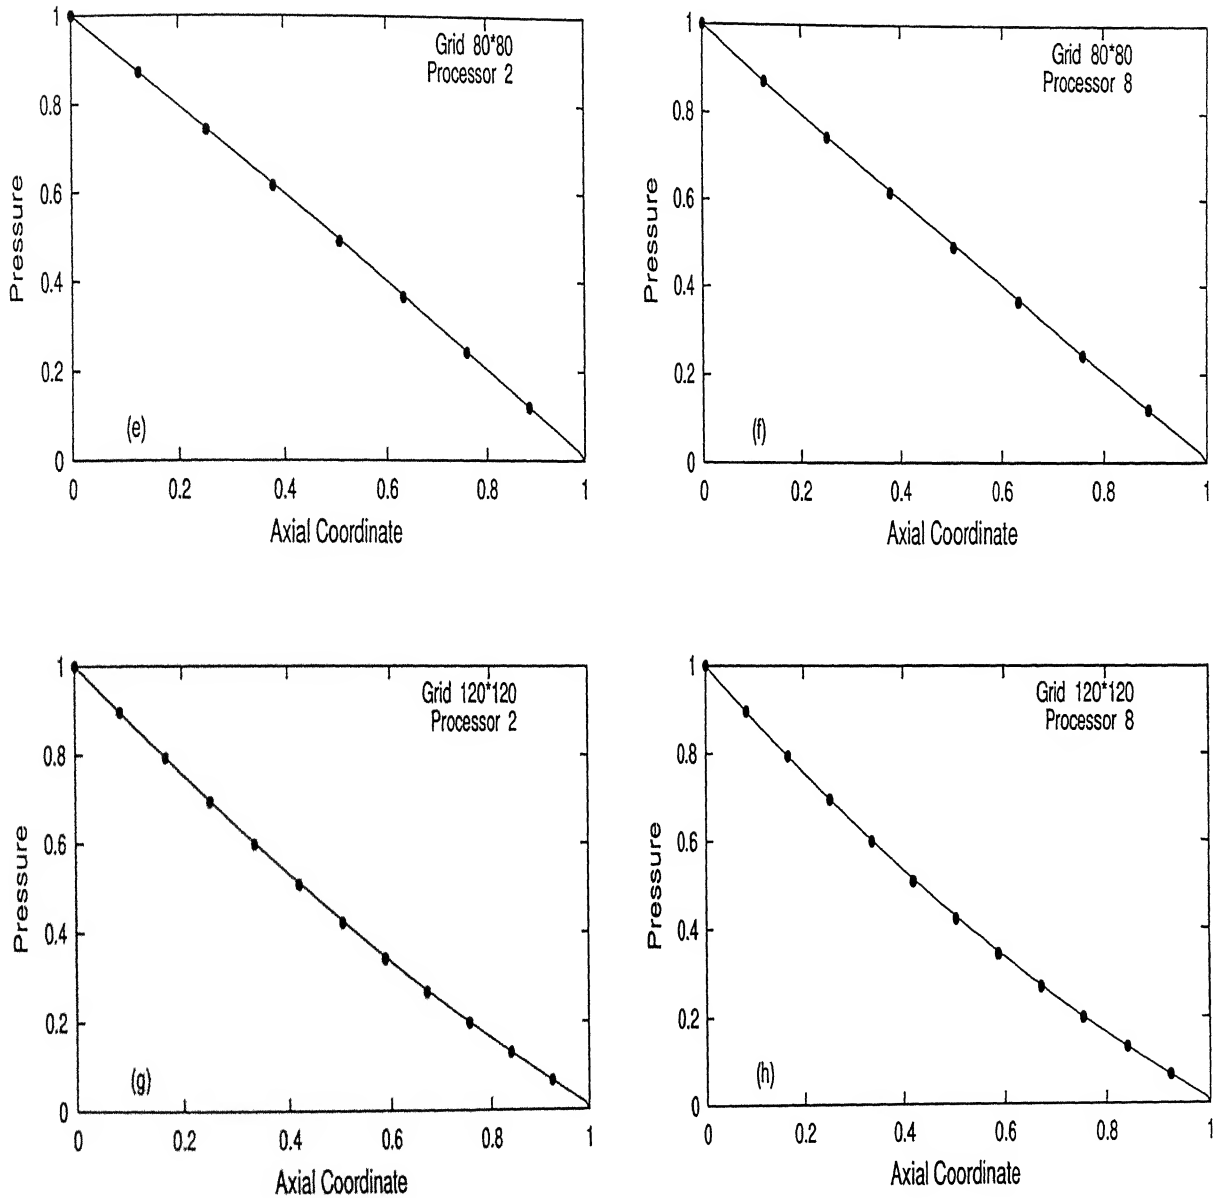 1
0.8
0.6
0.4
0.2
0
Pressure
Grid 80*80
Processor 2
(e)
0 0.2 0.4 0.6 0.8 1
Axial Coordinate
1
0.8
0.6
0.4
0.2
0
Pressure
Grid 80*80
Processor 8
(f)
0 0.2 0.4 0.6 0.8 1
Axial Coordinate
1
0.8
0.6
0.4
0.2
0
Pressure
Grid 120*120
Processor 2
(g)
0 0.2 0.4 0.6 0.8 1
Axial Coordinate
1
0.8
0.6
0.4
0.2
0
Pressure
Grid 120*120
Processor 8
(h)
0 0.2 0.4 0.6 0.8 1
Axial Coordinate